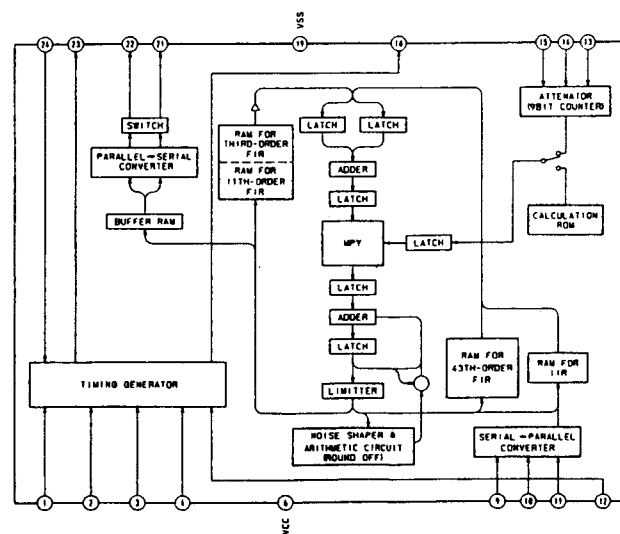 VSS
24 23 22 21 19 16 15 14 13
SWITCH
PARALLEL-SERIAL
CONVERTER
BUFFER RAM
RAM FOR
THIRD-ORDER
FIR
RAM FOR
11TH-ORDER
FIR
LATCH
LATCH
ADDER
LATCH
MPY
LATCH
ATTENATOR
(9BIT COUNTER)
CALCULATION
ROM
LATCH
ADDER
LATCH
LIMITTER
NOISE SHAPER &
ARITHMETIC CIRCUIT
(ROUND OFF)
RAM FOR
43TH-ORDER
FIR
RAM FOR
IIR
SERIAL-PARALLEL
CONVERTER
TIMING GENERATOR
1 2 3 4 6 9 10 11 12
VCC